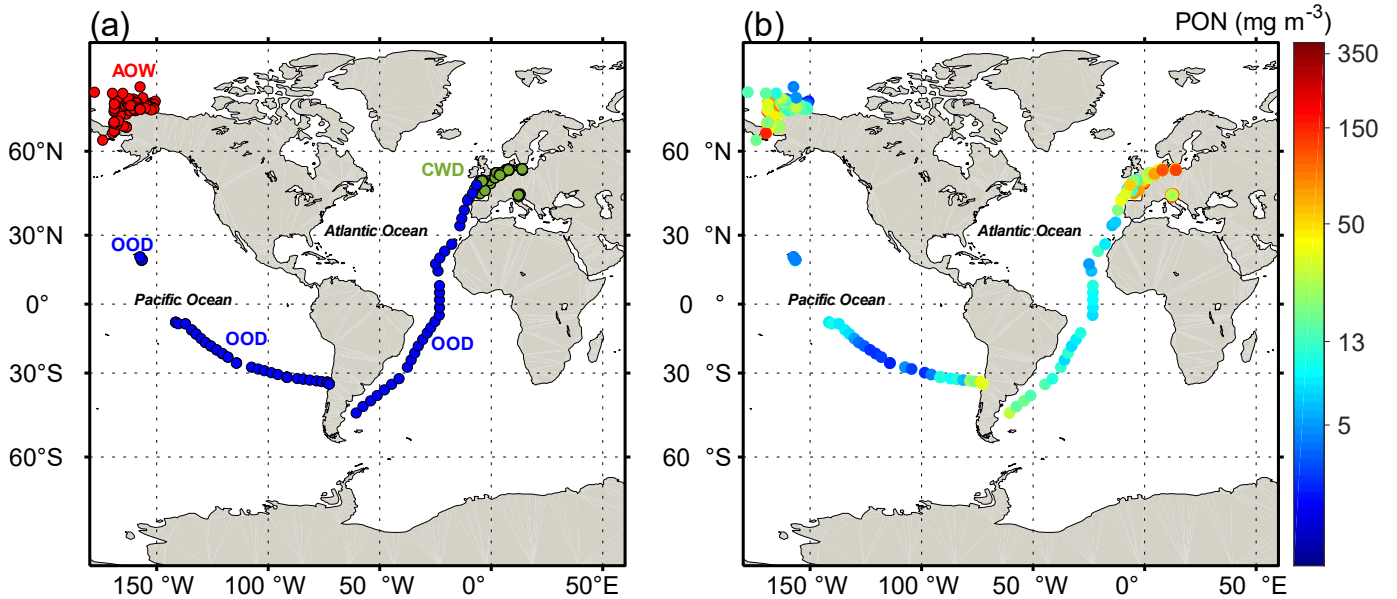 (a)
(b)
PON (mg m⁻³)
AOW
CWD
OOD
Atlantic Ocean
Pacific Ocean
OOD
OOD
60°N
30°N
0°
30°S
60°S
150°W
100°W
50°W
0°
50°E
Atlantic Ocean
Pacific Ocean
60 °N
30 °N
0 °
30 °S
60 °S
150°W
100°W
50°W
0°
50°E
350
150
50
13
5